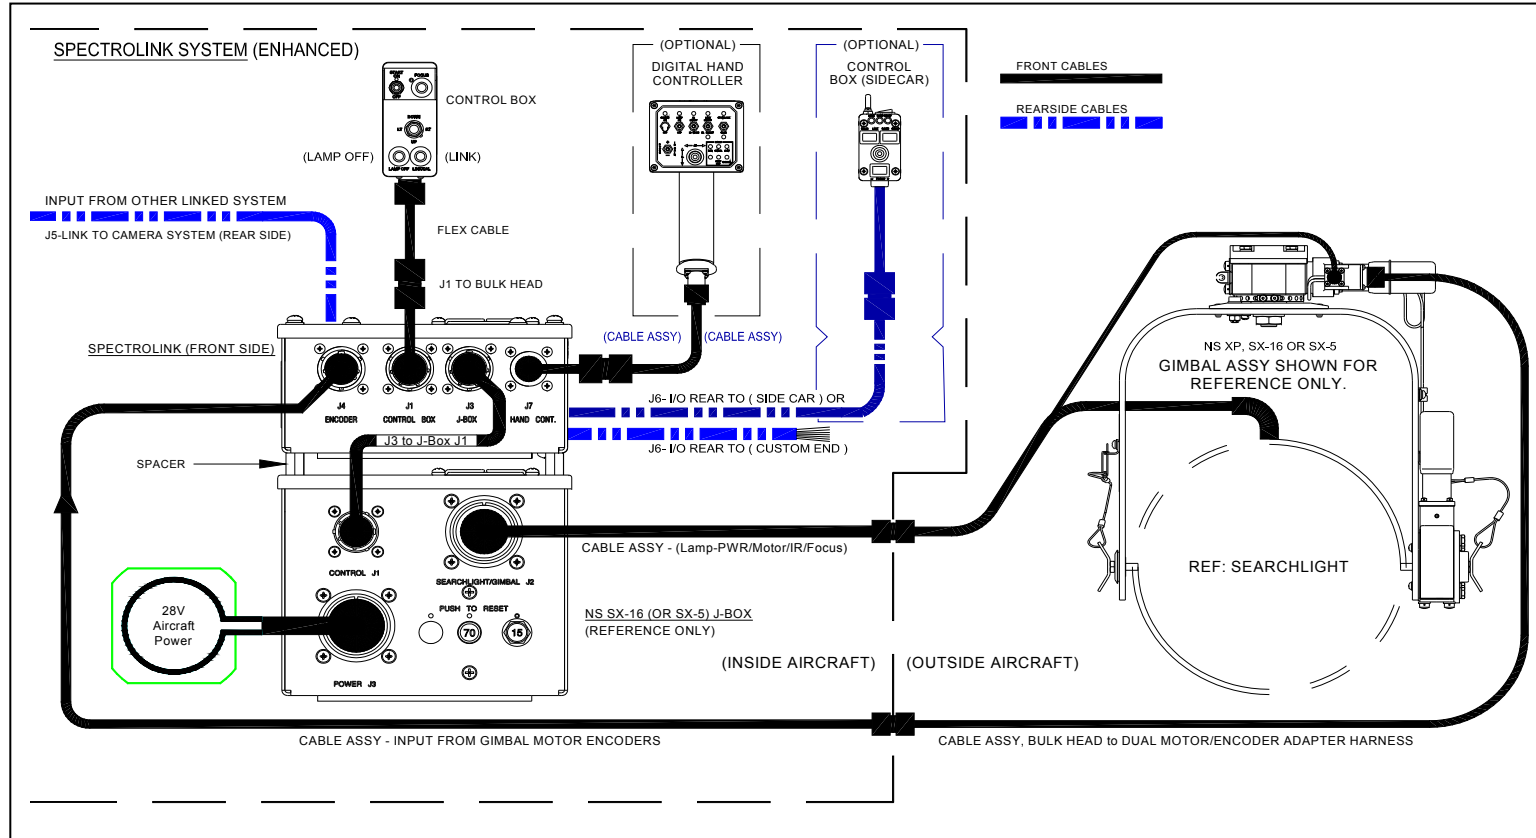 SPECTROLINK SYSTEM (ENHANCED)
(OPTIONAL)
DIGITAL HAND
CONTROLLER
(OPTIONAL)
CONTROL
BOX (SIDECAR)
FRONT CABLES
REARSIDE CABLES
START
ON
OFF
FOCUS
CONTROL BOX
(LAMP OFF)
(LINK)
LAMP OFF
INPUT FROM OTHER LINKED SYSTEM
J5-LINK TO CAMERA SYSTEM (REAR SIDE)
FLEX CABLE
J1 TO BULK HEAD
(CABLE ASSY)
(CABLE ASSY)
SPECTROLINK (FRONT SIDE)
J4
ENCODER
J1
CONTROL BOX
J3
J-BOX
J7
HAND CONT.
J3 to J-Box J1
J6- I/O REAR TO ( SIDE CAR ) OR
J6- I/O REAR TO ( CUSTOM END )
NS XP, SX-16 OR SX-5
GIMBAL ASSY SHOWN FOR
REFERENCE ONLY.
SPACER
CABLE ASSY - (Lamp-PWR/Motor/IR/Focus)
CONTROL J1
SEARCHLIGHT/GIMBAL J2
REF: SEARCHLIGHT
28V
Aircraft
Power
PUSH TO RESET
70
15
NS SX-16 (OR SX-5) J-BOX
(REFERENCE ONLY)
POWER J3
(INSIDE AIRCRAFT)
(OUTSIDE AIRCRAFT)
CABLE ASSY - INPUT FROM GIMBAL MOTOR ENCODERS
CABLE ASSY, BULK HEAD to DUAL MOTOR/ENCODER ADAPTER HARNESS